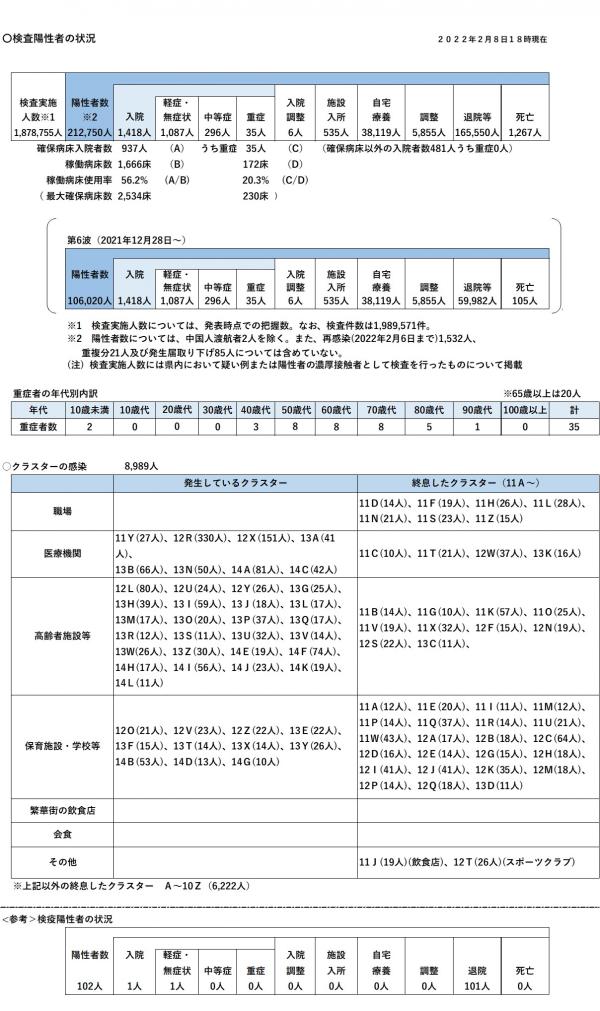 〇検査陽性者の状況
２０２２年２月８日１８時現在
検査実施人数※1 陽性者数※2 入院 軽症・無症状 中等症 重症 入院調整 施設入所 自宅療養 調整 退院等 死亡
1,878,755人 212,750人 1,418人 1,087人 296人 35人 6人 535人 38,119人 5,855人 165,550人 1,267人
確保病床入院者数 937人 (A) うち重症 35人 (C) (確保病床以外の入院者数481人うち重症0人)
稼働病床数 1,666床 (B) 172床 (D)
稼働病床使用率 56.2% (A/B) 20.3% (C/D)
( 最大確保病床数 2,534床 230床 )
第6波（2021年12月28日～）
陽性者数 入院 軽症・無症状 中等症 重症 入院調整 施設入所 自宅療養 調整 退院等 死亡
106,020人 1,418人 1,087人 296人 35人 6人 535人 38,119人 5,855人 59,982人 105人
※1 検査実施人数については、発表時点での把握数。なお、検査件数は1,989,571件。
※2 陽性者数については、中国人渡航者2人を除く。また、再感染(2022年2月6日まで)1,532人、
重複分21人及び発生届取り下げ85人については含めていない。
(注) 検査実施人数には県内において疑い例または陽性者の濃厚接触者として検査を行ったものについて掲載
重症者の年代別内訳
※65歳以上は20人
年代 10歳未満 10歳代 20歳代 30歳代 40歳代 50歳代 60歳代 70歳代 80歳代 90歳代 100歳以上 計
重症者数 2 0 0 0 3 8 8 8 5 1 0 35
○クラスターの感染 8,989人
発生しているクラスター 終息したクラスター（11Ａ～）
職場
11Ｄ(14人)、11Ｆ(19人)、11Ｈ(26人)、11Ｌ(28人)、
11Ｎ(21人)、11Ｓ(23人)、11Ｚ(15人)
医療機関
11Ｙ(27人)、12Ｒ(330人)、12Ｘ(151人)、13Ａ(41
人)、
13Ｂ(66人)、13Ｎ(50人)、14Ａ(81人)、14Ｃ(42人)
11Ｃ(10人)、11Ｔ(21人)、12Ｗ(37人)、13Ｋ(16人)
高齢者施設等
12Ｌ(80人)、12Ｕ(24人)、12Ｙ(26人)、13Ｇ(25人)、
13Ｈ(39人)、13Ｉ(59人)、13Ｊ(18人)、13Ｌ(17人)、
13Ｍ(17人)、13Ｏ(20人)、13Ｐ(37人)、13Ｑ(17人)、
13Ｒ(12人)、13Ｓ(11人)、13Ｕ(32人)、13Ｖ(14人)、
13Ｗ(26人)、13Ｚ(30人)、14Ｅ(19人)、14Ｆ(74人)、
14Ｈ(17人)、14Ｉ(56人)、14Ｊ(23人)、14Ｋ(19人)、
14Ｌ(11人)
11Ｂ(14人)、11Ｇ(10人)、11Ｋ(57人)、11Ｏ(25人)、
11Ｖ(19人)、11Ｘ(32人)、12Ｆ(15人)、12Ｎ(19人)、
12Ｓ(22人)、13Ｃ(11人)、
保育施設・学校等
12Ｏ(21人)、12Ｖ(23人)、12Ｚ(22人)、13Ｅ(22人)、
13Ｆ(15人)、13Ｔ(14人)、13Ｘ(14人)、13Ｙ(26人)、
14Ｂ(53人)、14Ｄ(13人)、14Ｇ(10人)
11Ａ(12人)、11Ｅ(20人)、11Ｉ(11人)、11Ｍ(12人)、
11Ｐ(14人)、11Ｑ(37人)、11Ｒ(14人)、11Ｕ(21人)、
11Ｗ(43人)、12Ａ(17人)、12Ｂ(18人)、12Ｃ(64人)、
12Ｄ(16人)、12Ｅ(14人)、12Ｇ(15人)、12Ｈ(18人)、
12Ｉ(41人)、12Ｊ(41人)、12Ｋ(35人)、12Ｍ(18人)、
12Ｐ(14人)、12Ｑ(18人)、13Ｄ(11人)
繁華街の飲食店
会食
その他
11Ｊ(19人)(飲食店)、12Ｔ(26人)(スポーツクラブ)
※上記以外の終息したクラスター Ａ～10Ｚ（6,222人）
<参考>検疫陽性者の状況
陽性者数 入院 軽症・無症状 中等症 重症 入院調整 施設入所 自宅療養 調整 退院 死亡
102人 1人 1人 0人 0人 0人 0人 0人 0人 101人 0人